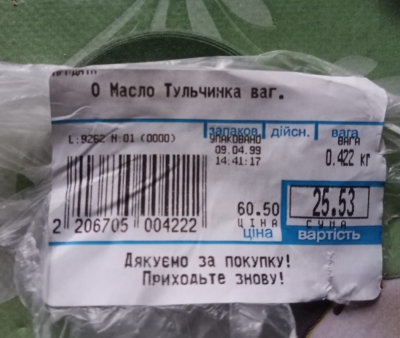 О Масло Тульчинка ваг.
запаков. дійсн. вага
L:9262 M:01 (0000) УПАКОВАНО ВАГА
09.04.99 0.422 кг
14:41:17
60.50 25.53
ЦІНА СУМА
ціна вартість
2 206705 004222
Дякуємо за покупку!
Приходьте знову!